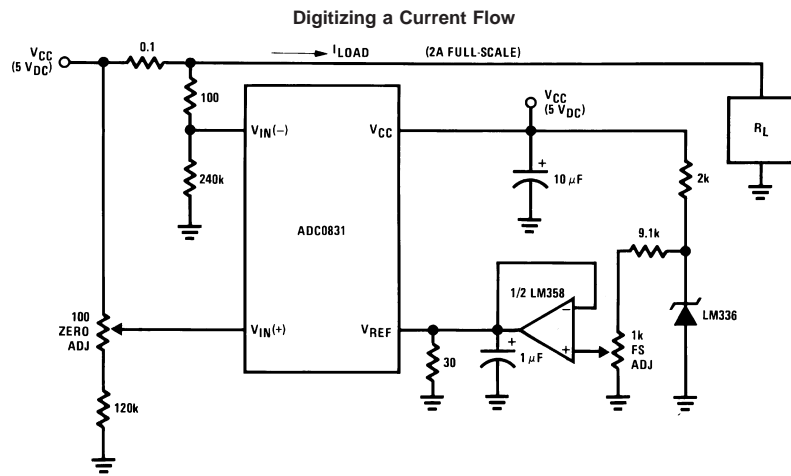 Digitizing a Current Flow
VCC
(5 VDC)
0.1
ILOAD
(2A FULL-SCALE)
100
VIN(−)
240k
ADC0831
VCC
VCC
(5 VDC)
10 μF
+
RL
2k
9.1k
1/2 LM358
−
+
LM336
1k
FS
ADJ
100
ZERO
ADJ
VIN(+)
VREF
30
+
1 μF
120k